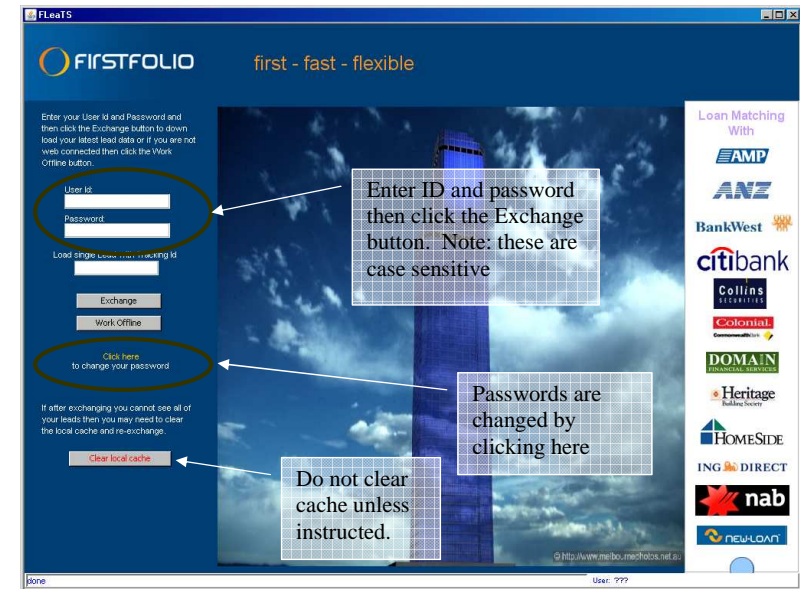 FLeaTS
FIRSTFOLIO
first - fast - flexible
Enter your User Id and Password and
then click the Exchange button to down
load your latest lead data or if you are not
web connected then click the Work
Offline button.
User Id:
Password:
Load single Lead with Tracking Id
Exchange
Work Offline
Click here
to change your password
If after exchanging you cannot see all of
your leads then you may need to clear
the local cache and re-exchange.
Clear local cache
Enter ID and password
then click the Exchange
button. Note: these are
case sensitive
Passwords are
changed by
clicking here
Do not clear
cache unless
instructed.
© http://www.melbournephotos.net.au
Loan Matching
With
AMP
ANZ
BankWest
citibank
Collins
SECURITIES
Colonial.
CommonwealthBank
DOMAIN
FINANCIAL SERVICES
Heritage
Building Society
HOMESIDE
ING DIRECT
nab
NEW-LOAN
done
User: ???